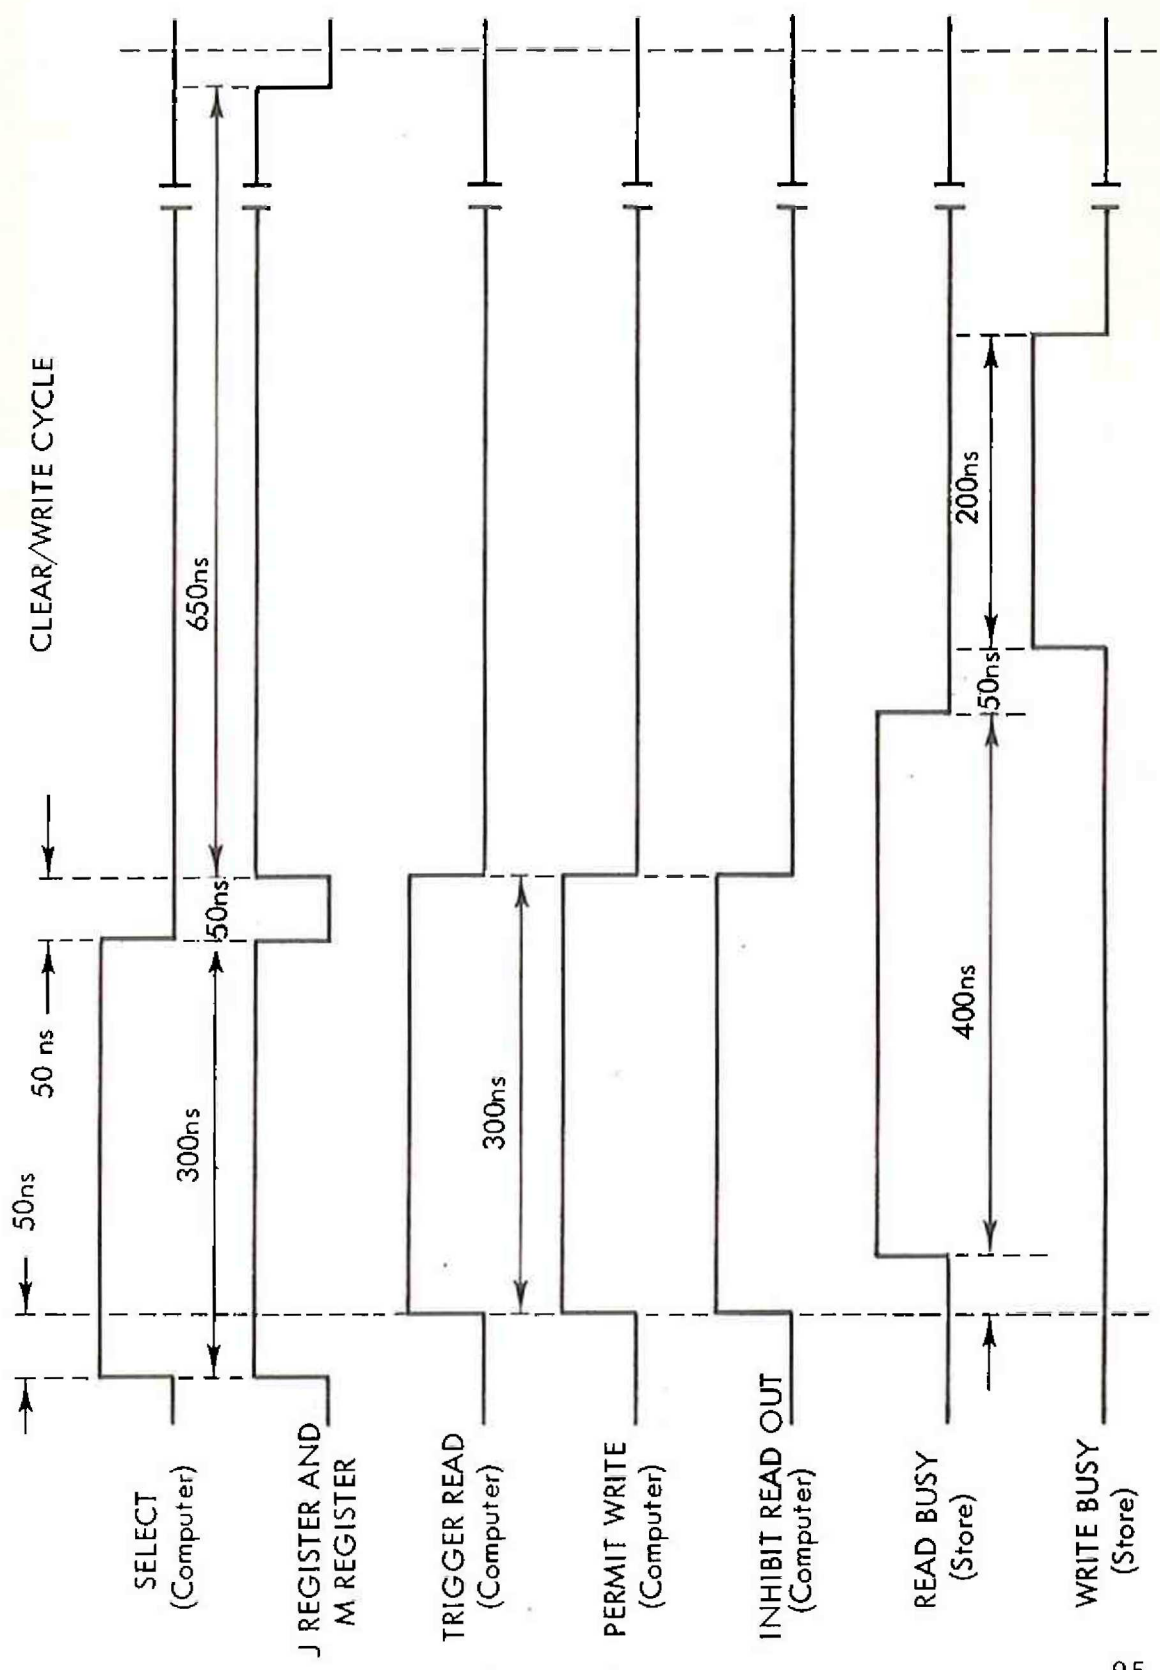 CLEAR/WRITE CYCLE
50ns
50 ns
SELECT
(Computer)
300ns
50ns
650ns
J REGISTER AND
M REGISTER
TRIGGER READ
(Computer)
300ns
PERMIT WRITE
(Computer)
INHIBIT READ OUT
(Computer)
READ BUSY
(Store)
400ns
50ns
200ns
WRITE BUSY
(Store)